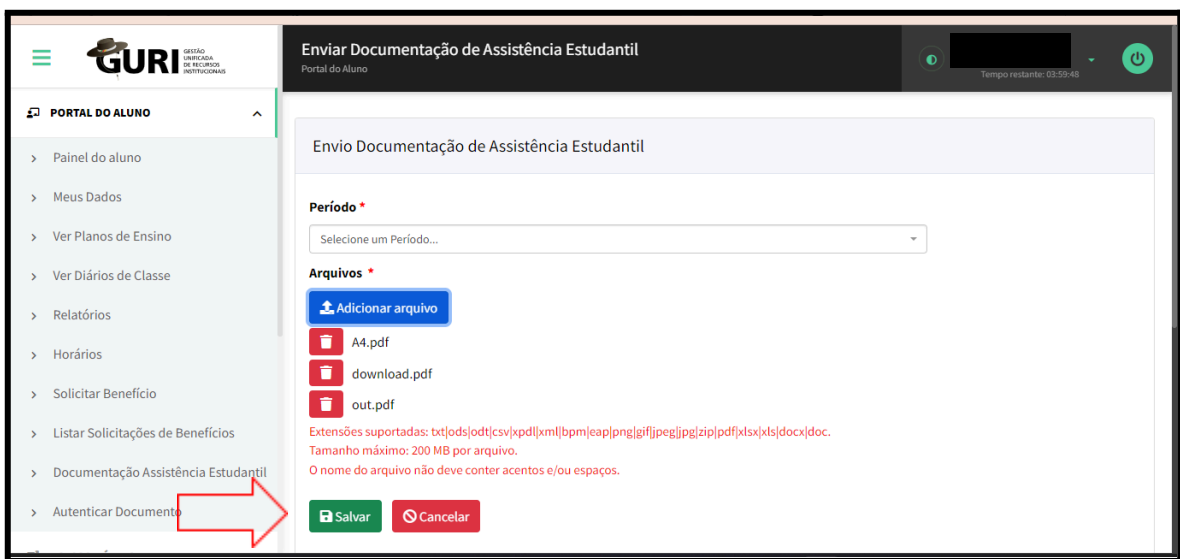 GURI
GESTÃO
UNIFICADA
DE RECURSOS
INSTITUCIONAIS
Enviar Documentação de Assistência Estudantil
Portal do Aluno
Tempo restante: 03:59:48
PORTAL DO ALUNO
Painel do aluno
Meus Dados
Ver Planos de Ensino
Ver Diários de Classe
Relatórios
Horários
Solicitar Benefício
Listar Solicitações de Benefícios
Documentação Assistência Estudantil
Autenticar Documento
Envio Documentação de Assistência Estudantil
Período *
Selecione um Período...
Arquivos *
Adicionar arquivo
A4.pdf
download.pdf
out.pdf
Extensões suportadas: txt|ods|odt|csv|xpdl|xml|bpm|eap|png|gif|jpeg|jpg|zip|pdf|xlsx|xls|docx|doc.
Tamanho máximo: 200 MB por arquivo.
O nome do arquivo não deve conter acentos e/ou espaços.
Salvar
Cancelar